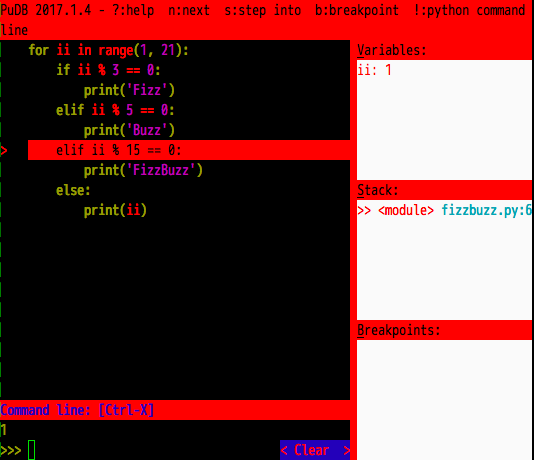 PuDB 2017.1.4 - ?:help  n:next  s:step into  b:breakpoint  !:python command
line
for ii in range(1, 21):
    if ii % 3 == 0:
        print('Fizz')
    elif ii % 5 == 0:
        print('Buzz')
>   elif ii % 15 == 0:
        print('FizzBuzz')
    else:
        print(ii)
Command line: [Ctrl-X]
1
>>>
< Clear  >
Variables:
ii: 1
Stack:
>> <module> fizzbuzz.py:6
Breakpoints: